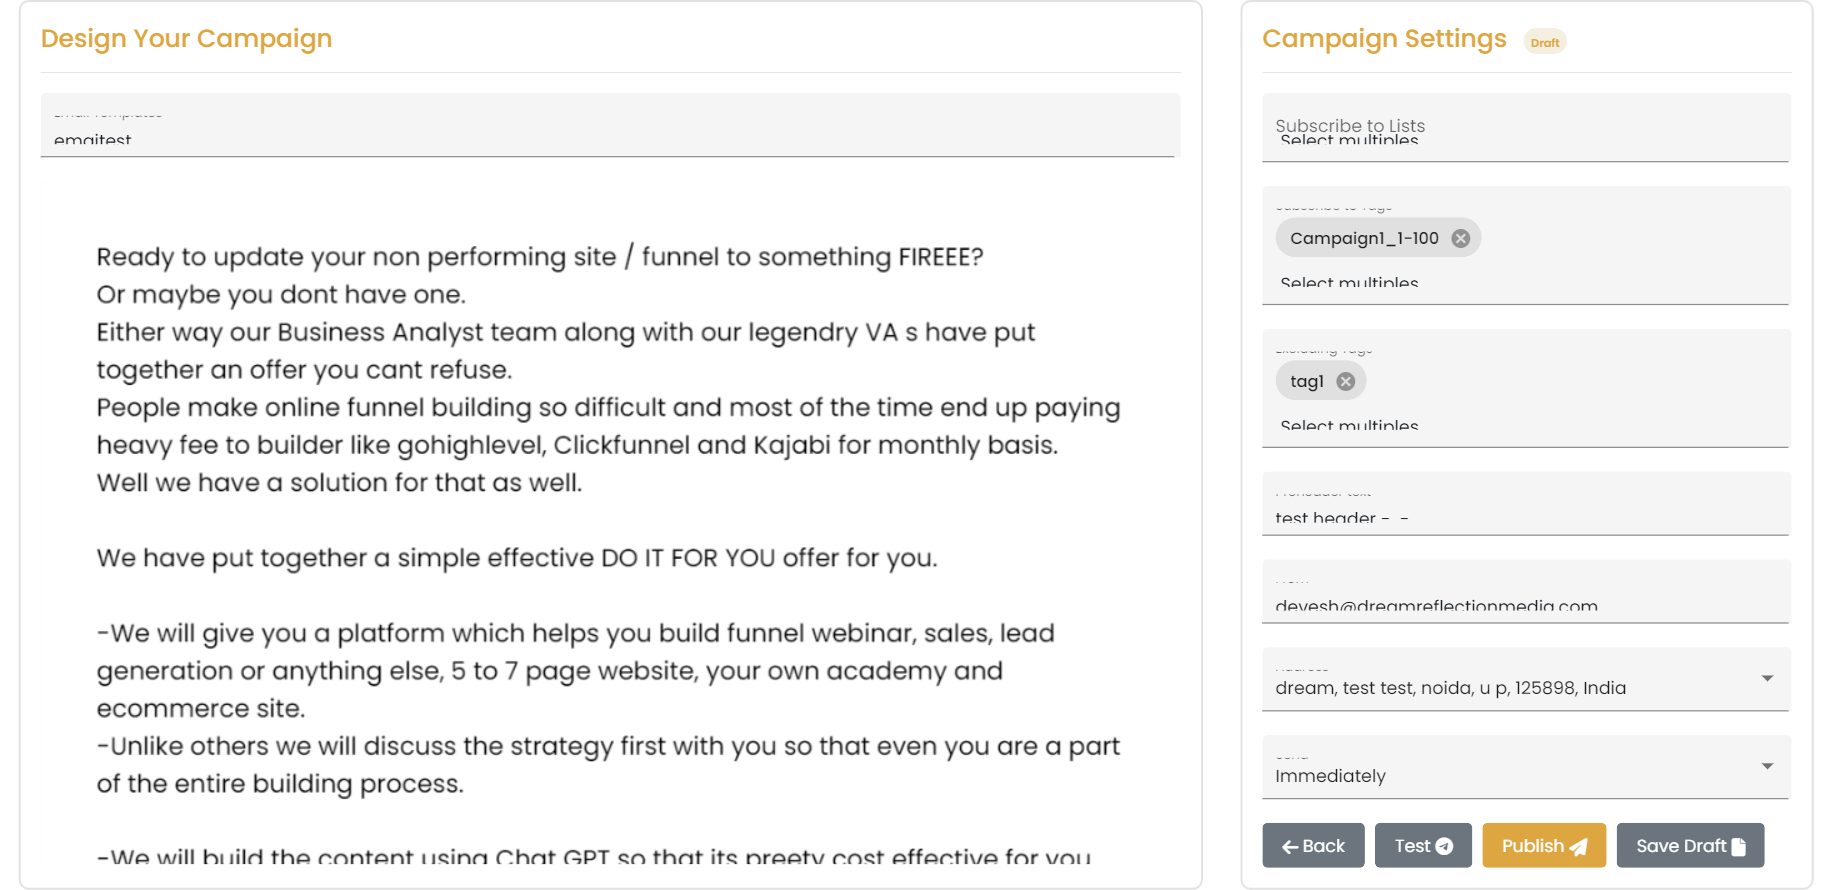 Design Your Campaign
Email Templates
emaitest
Ready to update your non performing site / funnel to something FIREEE?
Or maybe you dont have one.
Either way our Business Analyst team along with our legendry VA s have put
together an offer you cant refuse.
People make online funnel building so difficult and most of the time end up paying
heavy fee to builder like gohighlevel, Clickfunnel and Kajabi for monthly basis.
Well we have a solution for that as well.
We have put together a simple effective DO IT FOR YOU offer for you.
-We will give you a platform which helps you build funnel webinar, sales, lead
generation or anything else, 5 to 7 page website, your own academy and
ecommerce site.
-Unlike others we will discuss the strategy first with you so that even you are a part
of the entire building process.
-We will build the content using Chat GPT so that its preety cost effective for you
Campaign Settings Draft
Subscribe to Lists
Select multiples
Subscribe to Tags
Campaign1_1-100
Select multiples
Excluding Tags
tag1
Select multiples
Preheader text
test header - -
devesh@dreamreflectionmedia.com
dream, test test, noida, u p, 125898, India
Immediately
Back Test Publish Save Draft